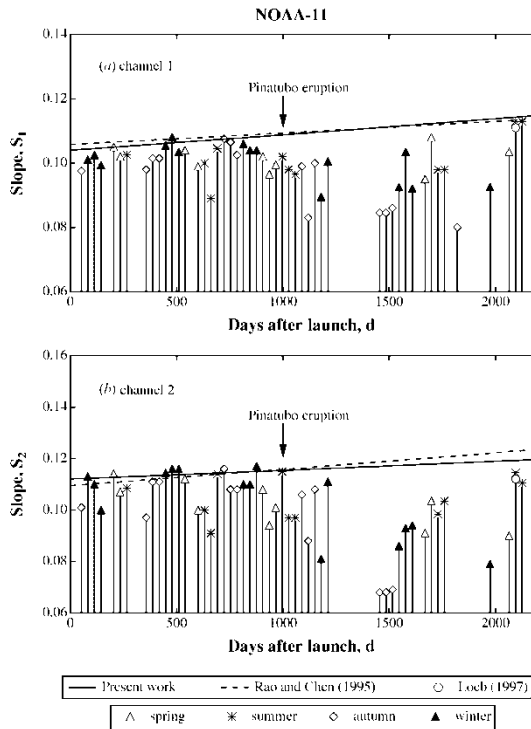 NOAA-11
0.14
(a) channel 1
Pinatubo eruption
0.12
Slope, S1
0.10
0.08
0.06
0 500 1000 1500 2000
Days after launch, d
0.16
(b) channel 2
0.14
Pinatubo eruption
0.12
Slope, S2
0.10
0.08
0.06
0 500 1000 1500 2000
Days after launch, d
Present work Rao and Chen (1995) Loeb (1997)
spring summer autumn winter